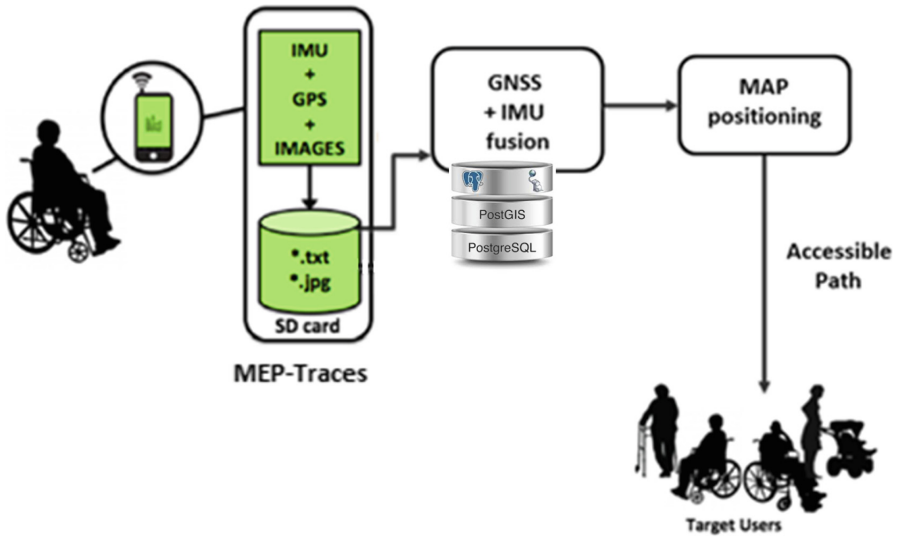 IMU
+
GPS
+
IMAGES
*.txt
*.jpg
SD card
MEP-Traces
GNSS
+ IMU
fusion
PostGIS
PostgreSQL
MAP
positioning
Accessible
Path
Target Users